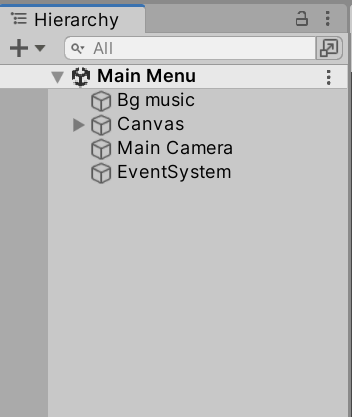 Hierarchy
All
Main Menu
Bg music
Canvas
Main Camera
EventSystem